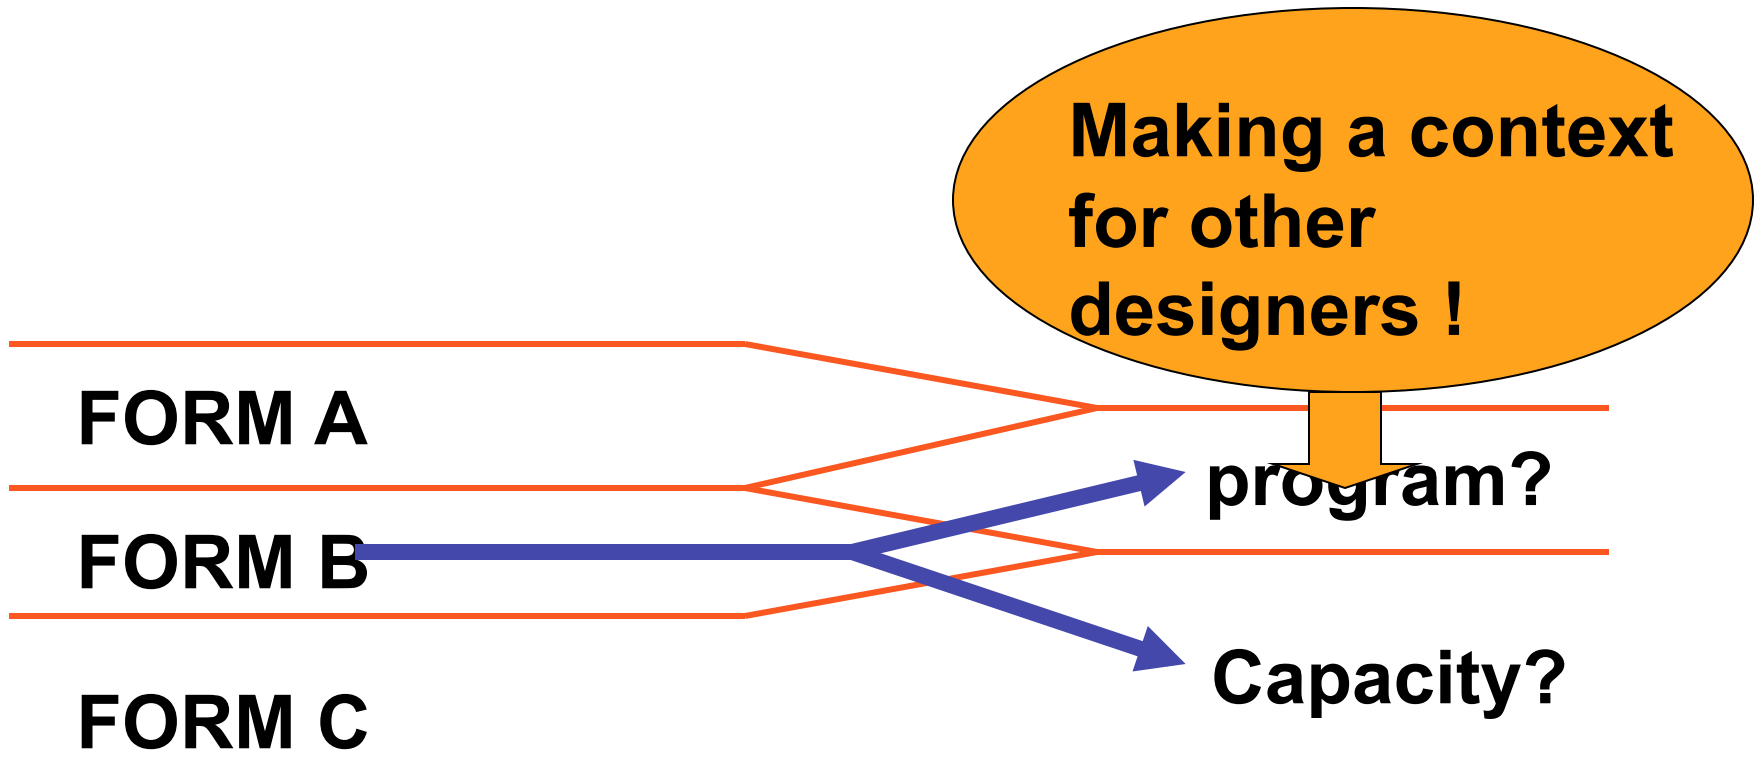 Making a context
for other
designers !
FORM A
program?
FORM B
Capacity?
FORM C